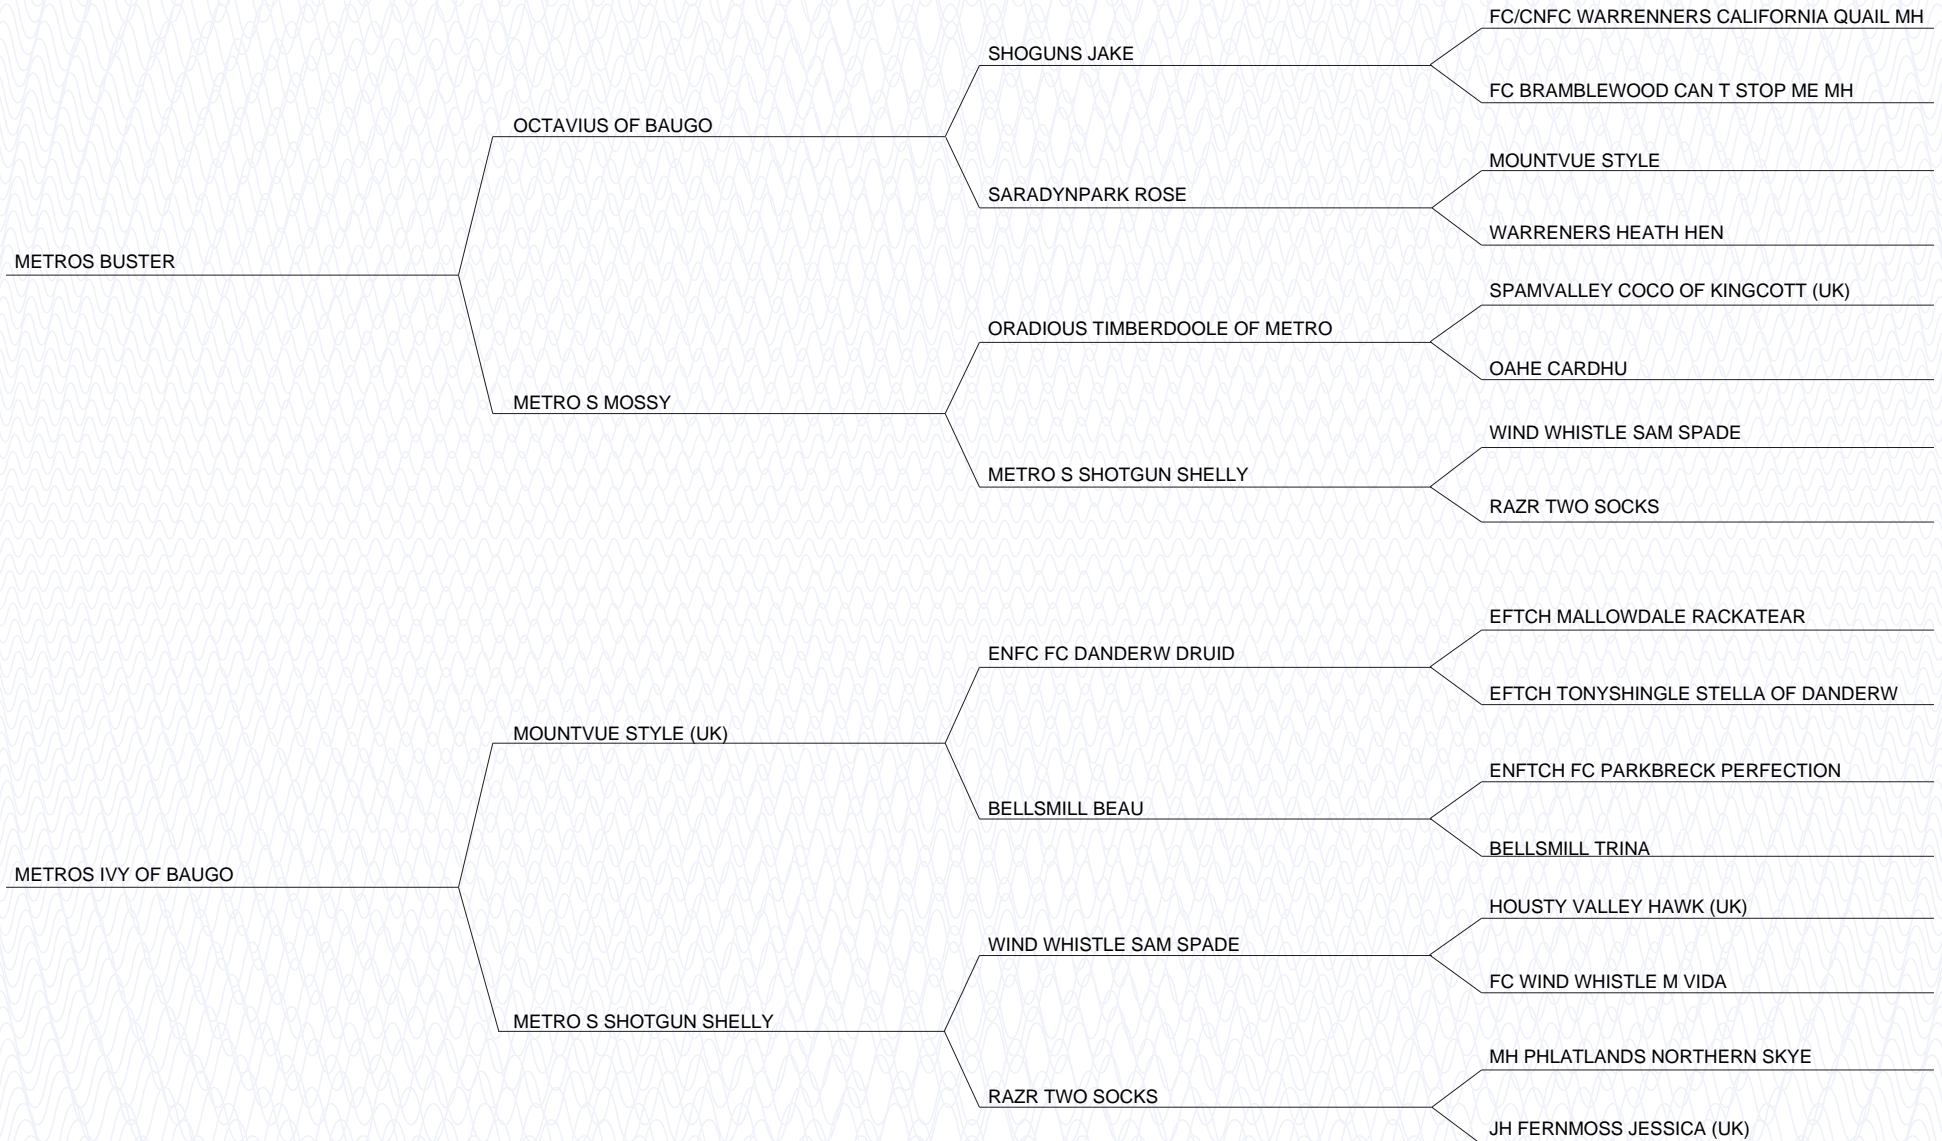 FC/CNFC WARRENNERS CALIFORNIA QUAIL MH
SHOGUNS JAKE
FC BRAMBLEWOOD CAN T STOP ME MH
OCTAVIUS OF BAUGO
MOUNTVUE STYLE
SARADYNPARK ROSE
WARRENERS HEATH HEN
METROS BUSTER
SPAMVALLEY COCO OF KINGCOTT (UK)
ORADIOUS TIMBERDOOLE OF METRO
OAHE CARDHU
METRO S MOSSY
WIND WHISTLE SAM SPADE
METRO S SHOTGUN SHELLY
RAZR TWO SOCKS
EFTCH MALLOWDALE RACKATEAR
ENFC FC DANDERW DRUID
EFTCH TONYSHINGLE STELLA OF DANDERW
MOUNTVUE STYLE (UK)
ENFTCH FC PARKBRECK PERFECTION
BELLSMILL BEAU
BELLSMILL TRINA
METROS IVY OF BAUGO
HOUSTY VALLEY HAWK (UK)
WIND WHISTLE SAM SPADE
FC WIND WHISTLE M VIDA
METRO S SHOTGUN SHELLY
MH PHLATLANDS NORTHERN SKYE
RAZR TWO SOCKS
JH FERNMOSS JESSICA (UK)